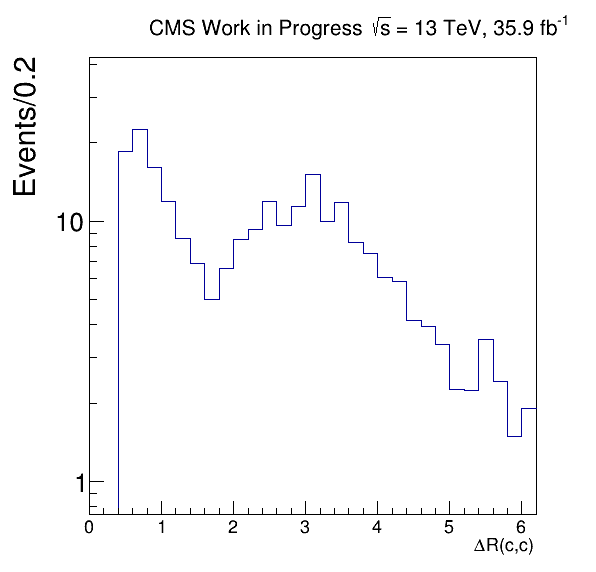 CMS Work in Progress √s = 13 TeV, 35.9 fb⁻¹
Events/0.2
10
1
0 1 2 3 4 5 6
ΔR(c,c)